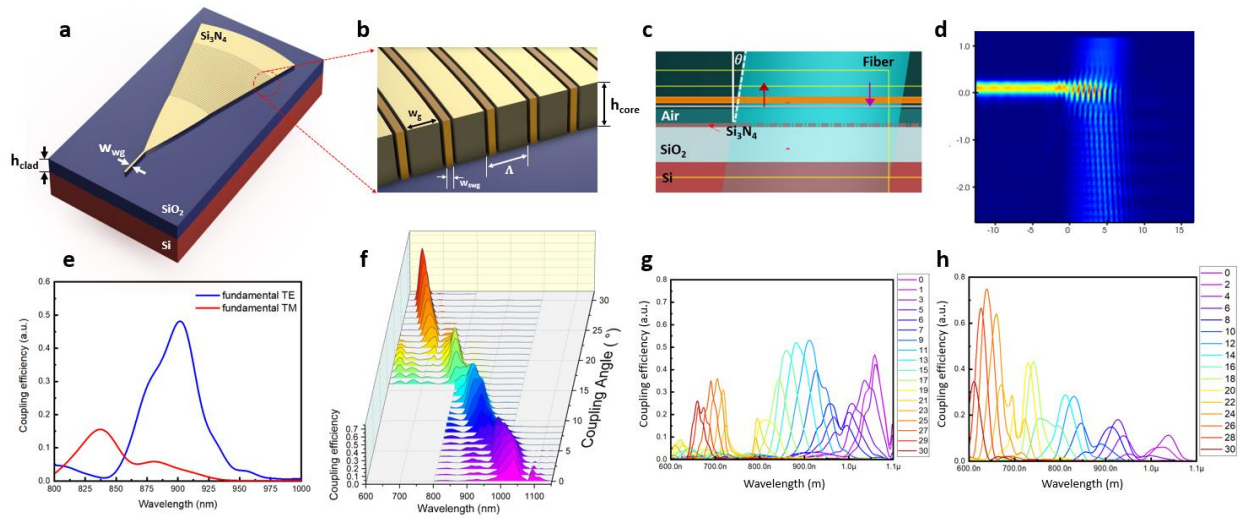 a
Si3N4
wwg
hclad
SiO2
Si
b
wg
hcore
wswg
Λ
c
θ
Fiber
Air
Si3N4
SiO2
Si
d
1.0
0.0
-1.0
-2.0
-10 -5 0 5 10 15
e
0.6
0.5
0.4
0.3
0.2
0.1
0.0
Coupling efficiency (a.u.)
fundamental TE
fundamental TM
800 825 850 875 900 925 950 975 1000
Wavelength (nm)
f
Coupling efficiency
0.7
0.6
0.5
0.4
0.3
0.2
0.1
0.0
600 700 800 900 1000 1100
Wavelength (nm)
30
25
20
15
10
5
0
Coupling Angle ( ° )
g
0.8
0.7
0.6
0.5
0.4
0.3
0.2
0.1
0.0
Coupling efficiency (a.u.)
600.0n 700.0n 800.0n 900.0n 1.0µ 1.1µ
Wavelength (m)
0
1
3
5
6
7
9
11
13
15
17
19
21
23
25
27
29
30
h
0.8
0.6
0.4
0.2
0.0
Coupling efficiency (a.u.)
600.0n 700.0n 800.0n 900.0n 1.0µ 1.1µ
Wavelength (m)
0
2
4
6
8
10
12
14
16
18
20
22
24
26
28
30